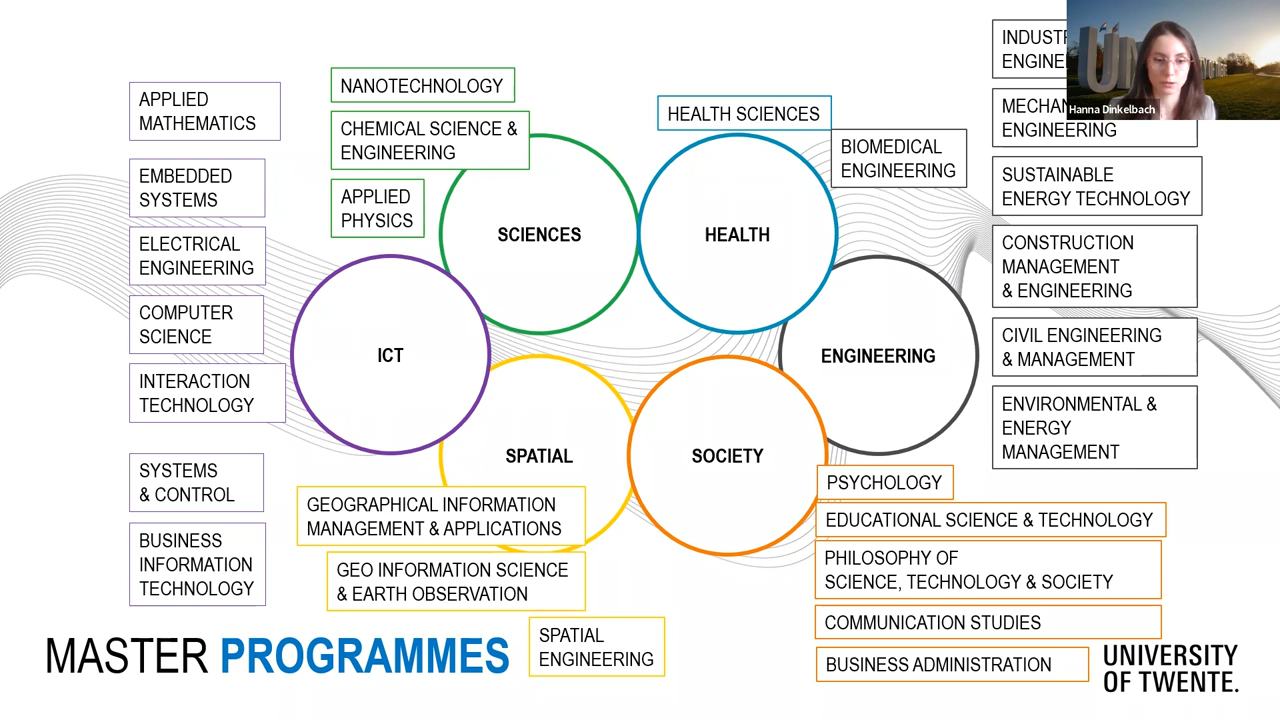 APPLIED
MATHEMATICS
EMBEDDED
SYSTEMS
ELECTRICAL
ENGINEERING
COMPUTER
SCIENCE
INTERACTION
TECHNOLOGY
SYSTEMS
& CONTROL
BUSINESS
INFORMATION
TECHNOLOGY
NANOTECHNOLOGY
CHEMICAL SCIENCE &
ENGINEERING
APPLIED
PHYSICS
SCIENCES
HEALTH SCIENCES
HEALTH
BIOMEDICAL
ENGINEERING
ICT
ENGINEERING
SPATIAL
SOCIETY
GEOGRAPHICAL INFORMATION
MANAGEMENT & APPLICATIONS
GEO INFORMATION SCIENCE
& EARTH OBSERVATION
SPATIAL
ENGINEERING
Hanna Dinkelbach
ENGINEERING
SUSTAINABLE
ENERGY TECHNOLOGY
CONSTRUCTION
MANAGEMENT
& ENGINEERING
CIVIL ENGINEERING
& MANAGEMENT
ENVIRONMENTAL &
ENERGY
MANAGEMENT
PSYCHOLOGY
EDUCATIONAL SCIENCE & TECHNOLOGY
PHILOSOPHY OF
SCIENCE, TECHNOLOGY & SOCIETY
COMMUNICATION STUDIES
BUSINESS ADMINISTRATION
MASTER PROGRAMMES
UNIVERSITY
OF TWENTE.